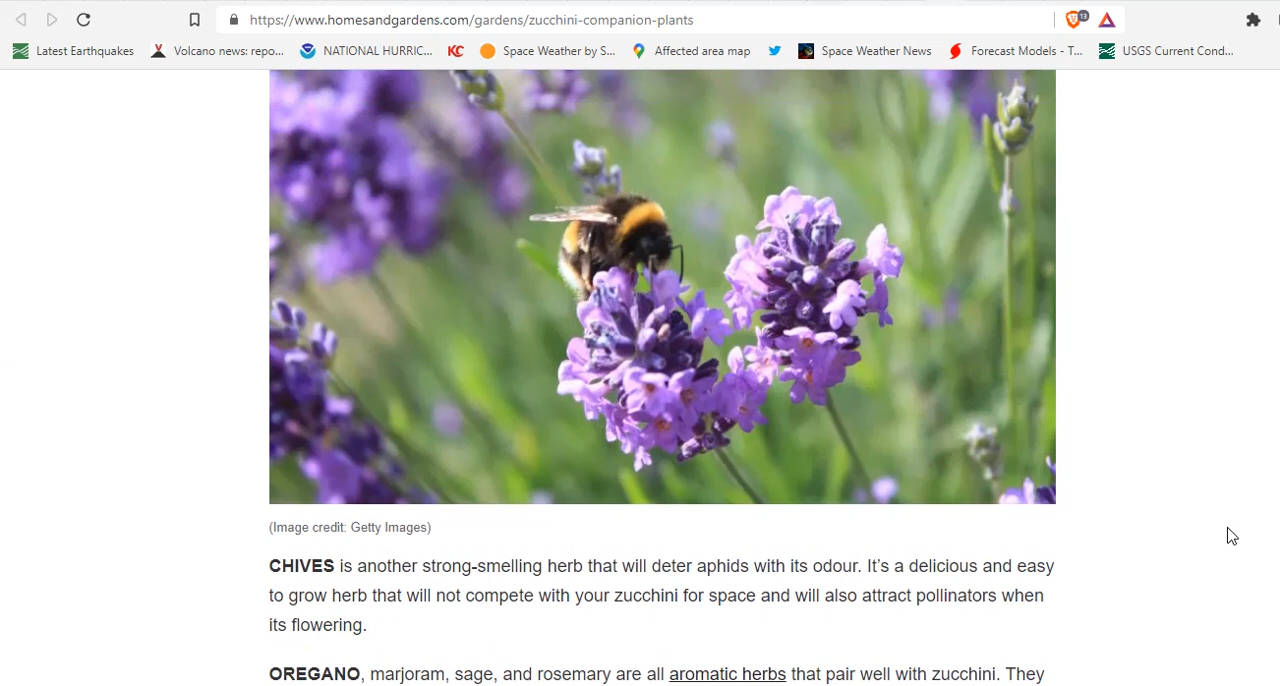 https://www.homesandgardens.com/gardens/zucchini-companion-plants
13
Latest Earthquakes
Volcano news: repo...
NATIONAL HURRIC...
KC
Space Weather by S...
Affected area map
Space Weather News
Forecast Models - T...
USGS Current Cond...
(Image credit: Getty Images)
CHIVES is another strong-smelling herb that will deter aphids with its odour. It’s a delicious and easy
to grow herb that will not compete with your zucchini for space and will also attract pollinators when
its flowering.
OREGANO, marjoram, sage, and rosemary are all aromatic herbs that pair well with zucchini. They